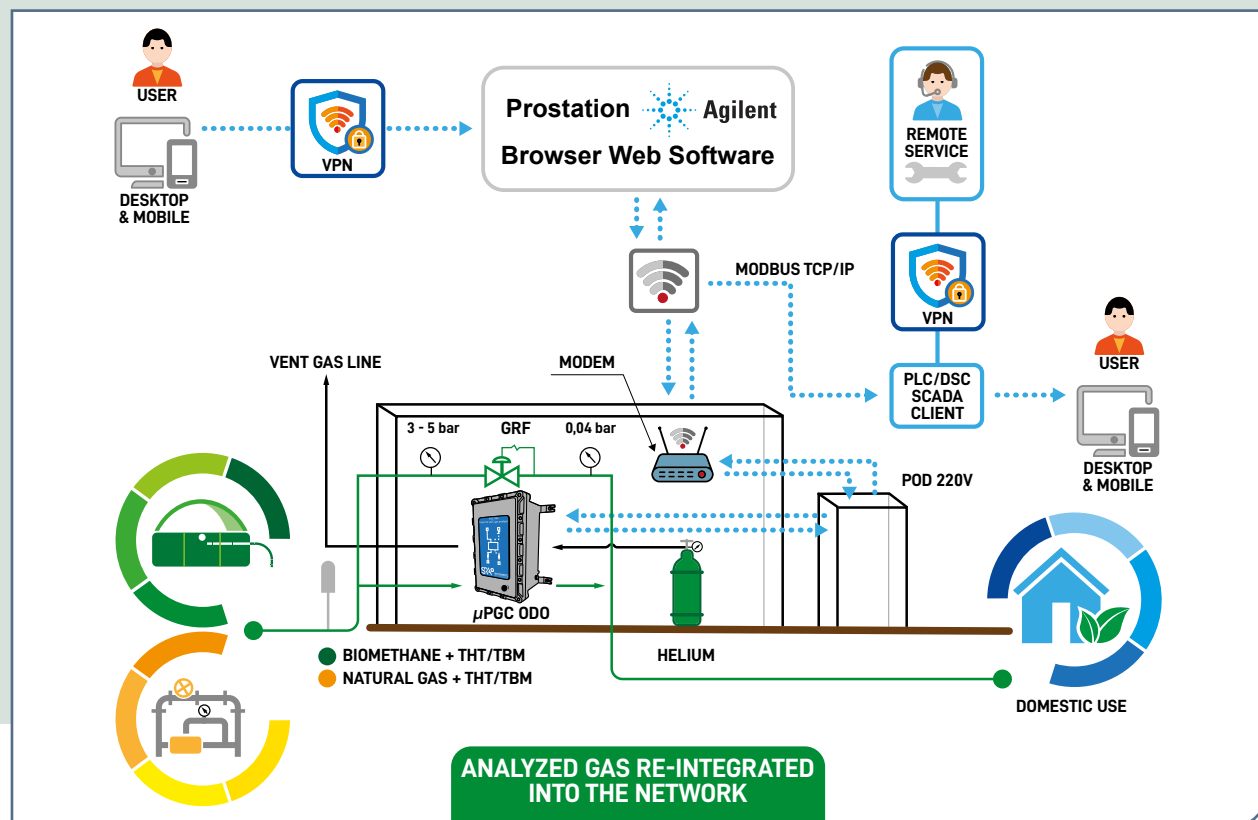 USER
DESKTOP
& MOBILE
VPN
Prostation
Agilent
Browser Web Software
REMOTE
SERVICE
MODBUS TCP/IP
VPN
USER
VENT GAS LINE
MODEM
PLC/DSC
SCADA
CLIENT
3 - 5 bar
GRF
0,04 bar
DESKTOP
& MOBILE
POD 220V
µPGC ODO
HELIUM
BIOMETHANE + THT/TBM
NATURAL GAS + THT/TBM
DOMESTIC USE
ANALYZED GAS RE-INTEGRATED
INTO THE NETWORK